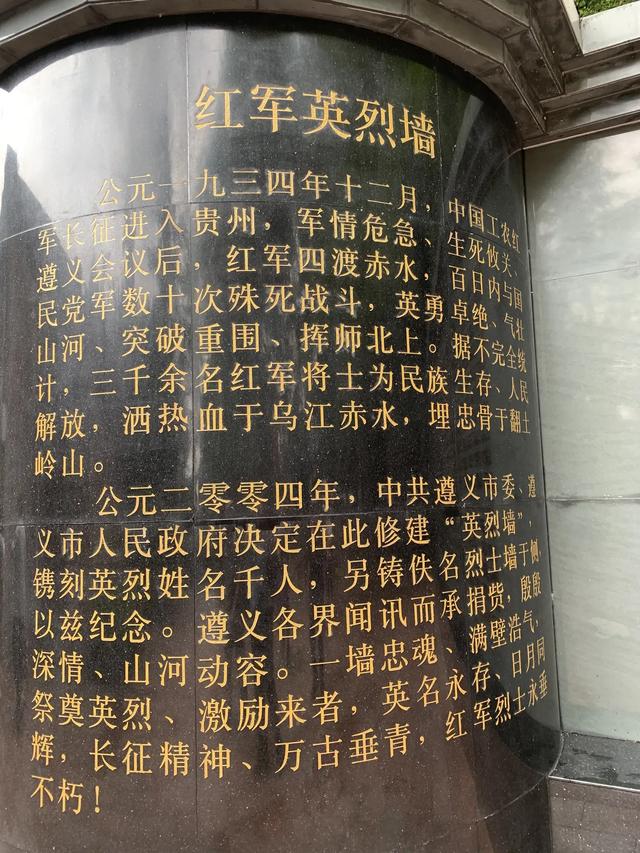 红军英烈墙
公元一九三四年十二月，中国工农红
军长征进入贵州，军情危急、生死攸关、
遵义会议后，红军四渡赤水，百日内与国
民党军数十次殊死战斗，英勇卓绝、气壮
山河、突破重围、挥师北上。据不完全统
计，三千余名红军将士为民族生存、人民
解放，洒热血于乌江赤水，埋忠骨于翻土
岭山。
公元二零零四年，中共遵义市委、遵
义市人民政府决定在此修建“英烈墙”，
镌刻英烈姓名千人，另铸佚名烈士墙于侧，
以兹纪念。遵义各界闻讯而承捐赀，殷殷
深情、山河动容。一墙忠魂、满壁浩气，
祭奠英烈、激励来者，英名永存、日月同
辉，长征精神、万古垂青，红军烈士永垂
不朽！